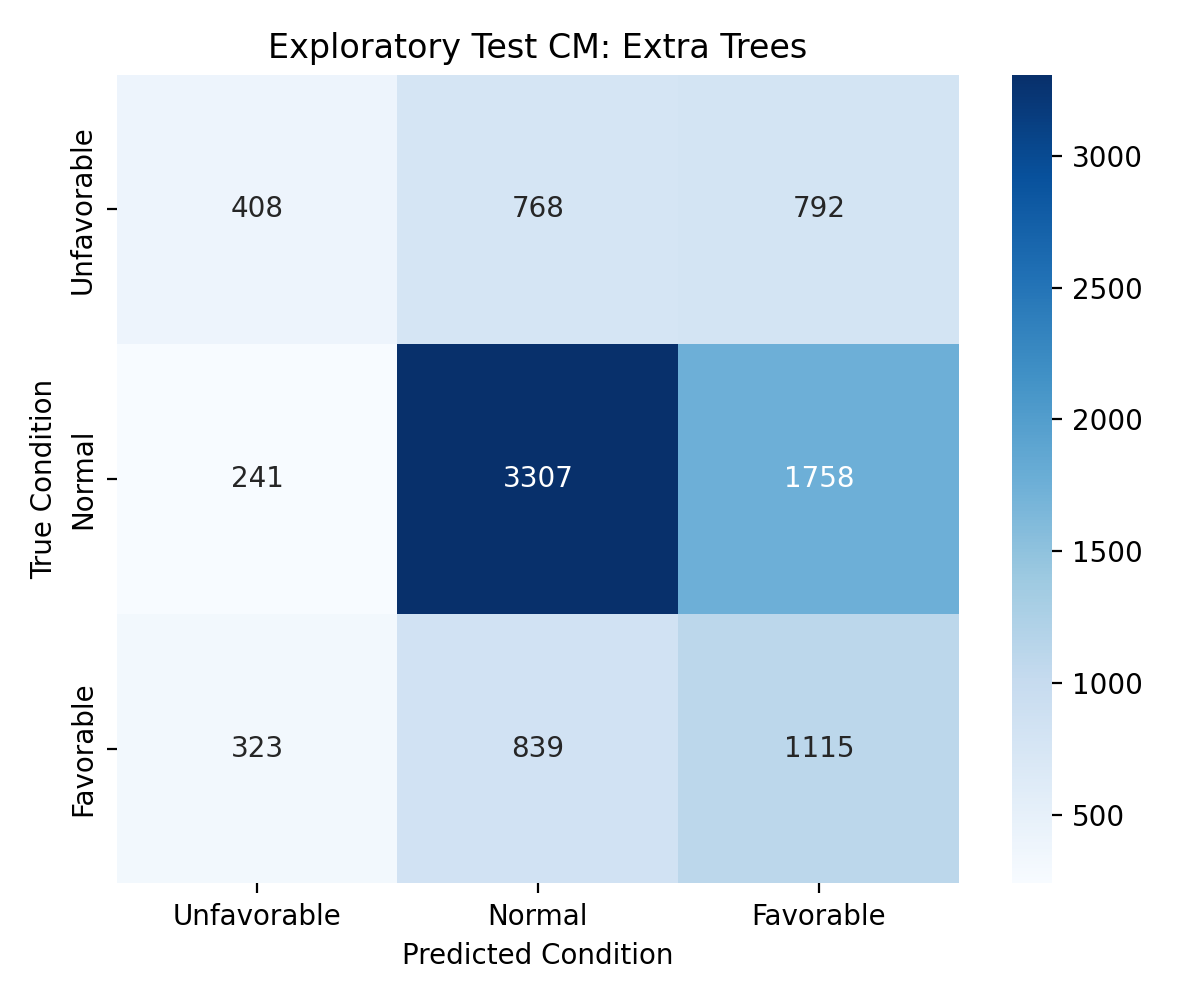 Exploratory Test CM: Extra Trees
Unfavorable
408
768
792
True Condition
Normal
241
3307
1758
Favorable
323
839
1115
Unfavorable
Normal
Favorable
Predicted Condition
3000
2500
2000
1500
1000
500